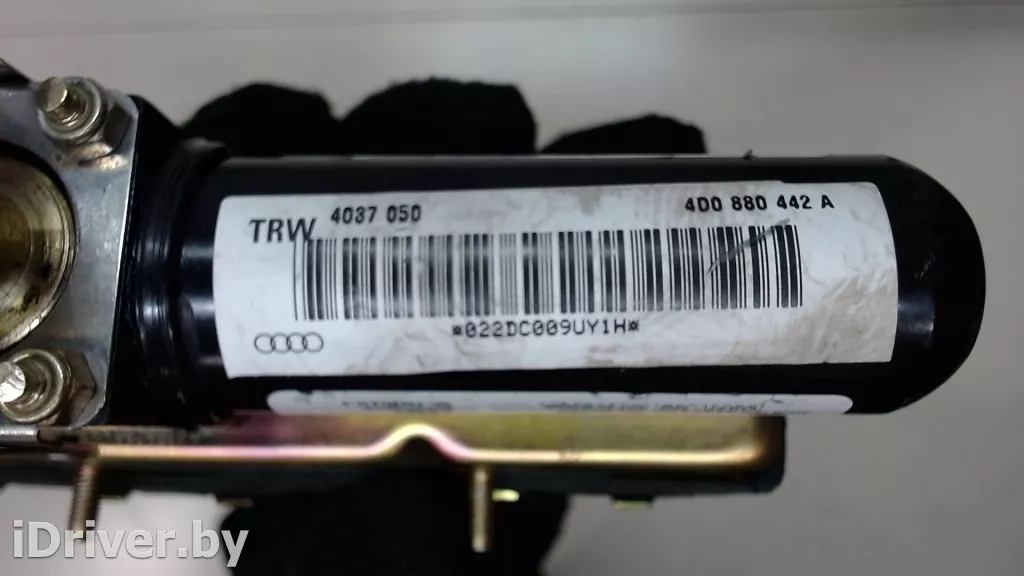 TRW 4037 050 4D0 880 442 A
¤022DC009UY1H¤
iDriver.by